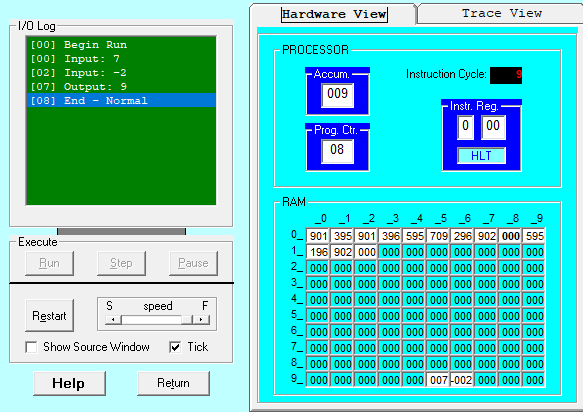 Hardware View
Trace View
I/O Log
[00] Begin Run
[00] Input: 7
[02] Input: -2
[07] Output: 9
[08] End - Normal
PROCESSOR
Accum.
009
Instruction Cycle: 9
Prog. Ctr.
08
Instr. Reg.
0 00
HLT
Execute
Run Step Pause
Restart
S speed F
Show Source Window Tick
Help Return
RAM
_0 _1 _2 _3 _4 _5 _6 _7 _8 _9
0_ 901 395 901 396 595 709 296 902 000 595
1_ 196 902 000 000 000 000 000 000 000 000
2_ 000 000 000 000 000 000 000 000 000 000
3_ 000 000 000 000 000 000 000 000 000 000
4_ 000 000 000 000 000 000 000 000 000 000
5_ 000 000 000 000 000 000 000 000 000 000
6_ 000 000 000 000 000 000 000 000 000 000
7_ 000 000 000 000 000 000 000 000 000 000
8_ 000 000 000 000 000 000 000 000 000 000
9_ 000 000 000 000 000 007 -002 000 000 000